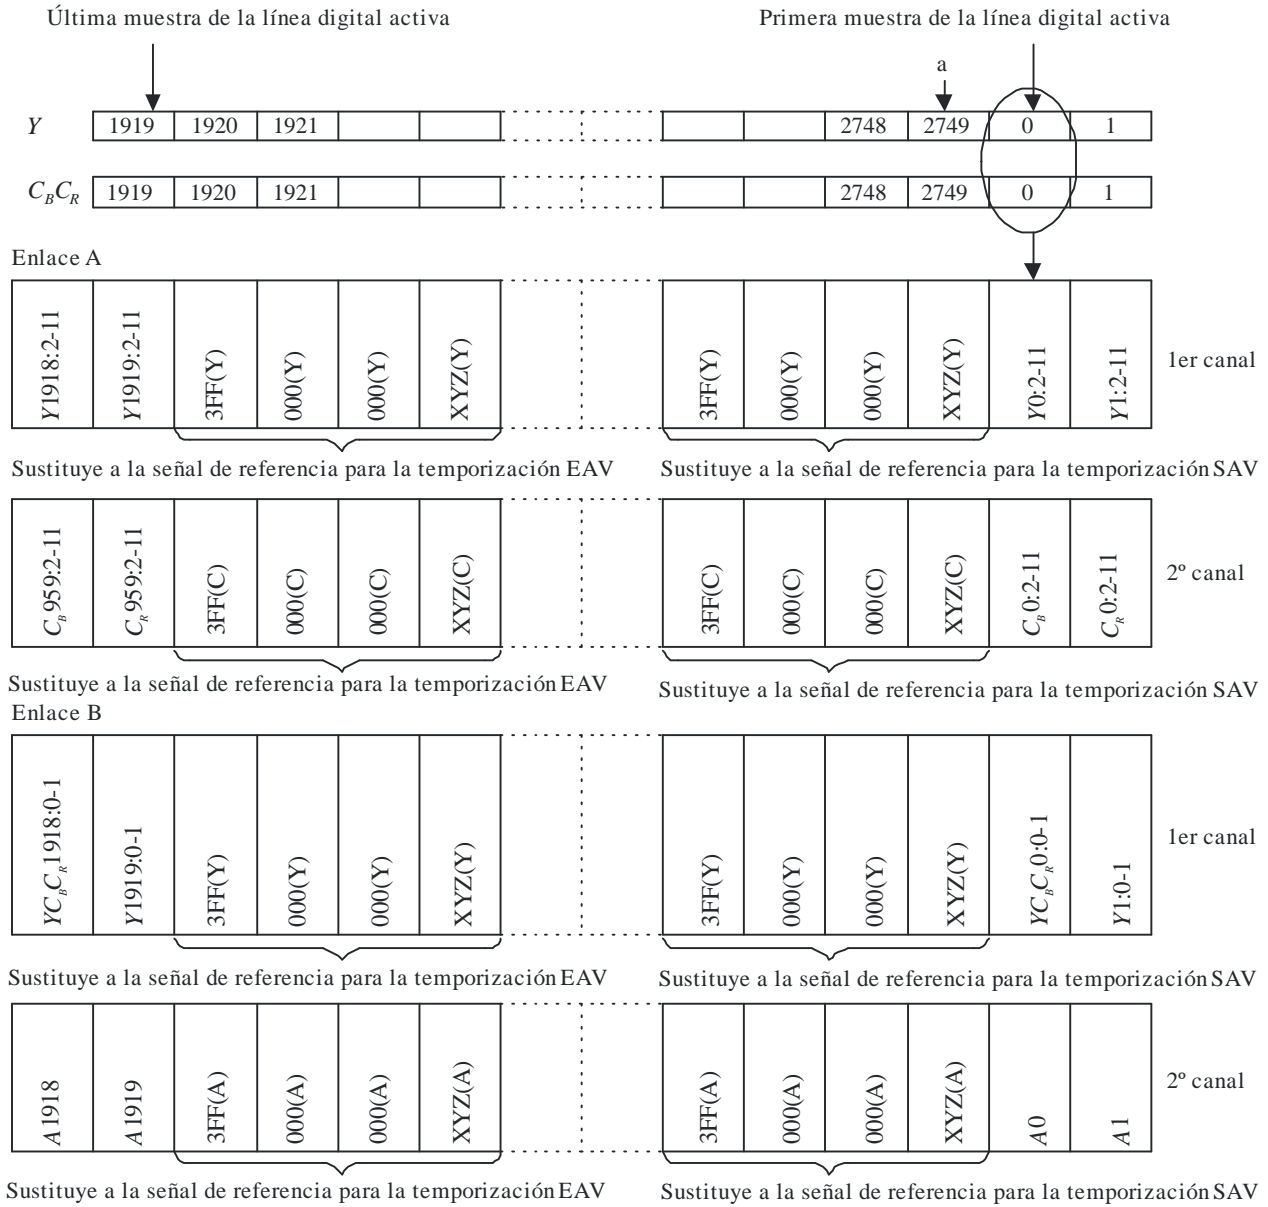 Última muestra de la línea digital activa
Primera muestra de la línea digital activa
a
Y 1919 1920 1921 2748 2749 0 1
C_B C_R 1919 1920 1921 2748 2749 0 1
Enlace A
Y1918:2-11 Y1919:2-11 3FF(Y) 000(Y) 000(Y) XYZ(Y) 3FF(Y) 000(Y) 000(Y) XYZ(Y) Y0:2-11 Y1:2-11 1er canal
Sustituye a la señal de referencia para la temporización EAV
Sustituye a la señal de referencia para la temporización SAV
C_B959:2-11 C_R959:2-11 3FF(C) 000(C) 000(C) XYZ(C) 3FF(C) 000(C) 000(C) XYZ(C) C_B0:2-11 C_R0:2-11 2º canal
Sustituye a la señal de referencia para la temporización EAV
Sustituye a la señal de referencia para la temporización SAV
Enlace B
YC_BC_R1918:0-1 Y1919:0-1 3FF(Y) 000(Y) 000(Y) XYZ(Y) 3FF(Y) 000(Y) 000(Y) XYZ(Y) YC_BC_R0:0-1 Y1:0-1 1er canal
Sustituye a la señal de referencia para la temporización EAV
Sustituye a la señal de referencia para la temporización SAV
A1918 A1919 3FF(A) 000(A) 000(A) XYZ(A) 3FF(A) 000(A) 000(A) XYZ(A) A0 A1 2º canal
Sustituye a la señal de referencia para la temporización EAV
Sustituye a la señal de referencia para la temporización SAV